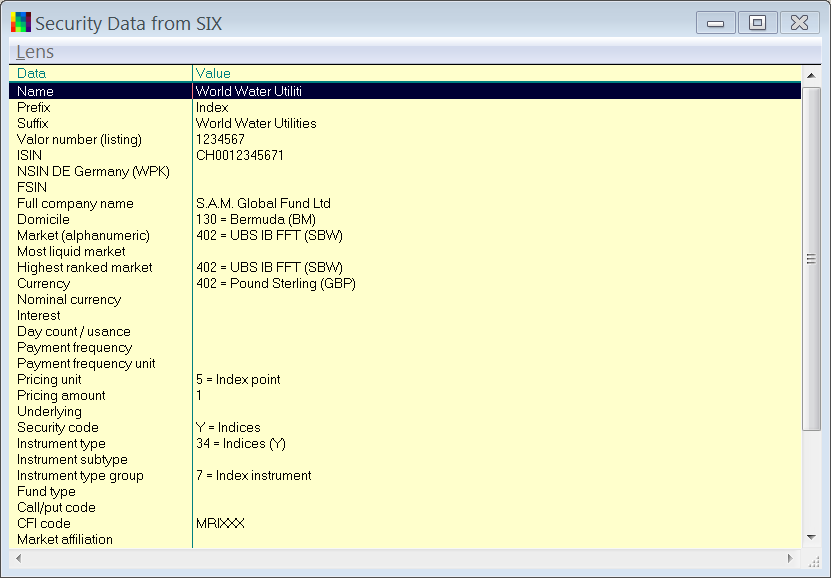 Security Data from SIX
Lens
Data Value
Name World Water Utiliti
Prefix Index
Suffix World Water Utilities
Valor number (listing) 1234567
ISIN CH0012345671
NSIN DE Germany (WPK)
FSIN
Full company name S.A.M. Global Fund Ltd
Domicile 130 = Bermuda (BM)
Market (alphanumeric) 402 = UBS IB FFT (SBW)
Most liquid market
Highest ranked market 402 = UBS IB FFT (SBW)
Currency 402 = Pound Sterling (GBP)
Nominal currency
Interest
Day count / usance
Payment frequency
Payment frequency unit
Pricing unit 5 = Index point
Pricing amount 1
Underlying
Security code Y = Indices
Instrument type 34 = Indices (Y)
Instrument subtype
Instrument type group 7 = Index instrument
Fund type
Call/put code
CFI code MRIXXX
Market affiliation